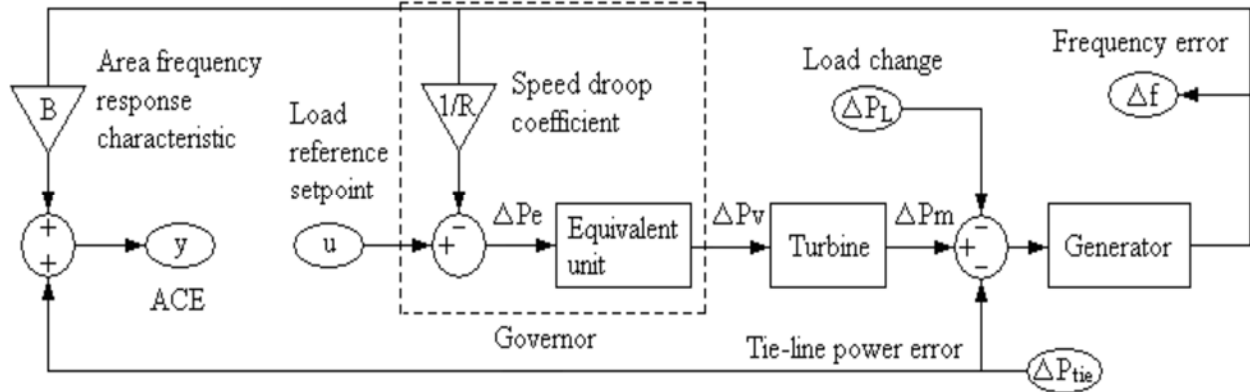 Area frequency
response
characteristic
B
+
+
y
ACE
Load
reference
setpoint
u
1/R
Speed droop
coefficient
−
+
ΔPe
Equivalent
unit
Governor
ΔPv
Turbine
ΔPm
Load change
ΔPL
−
+
−
Generator
Frequency error
Δf
Tie-line power error
ΔPtie